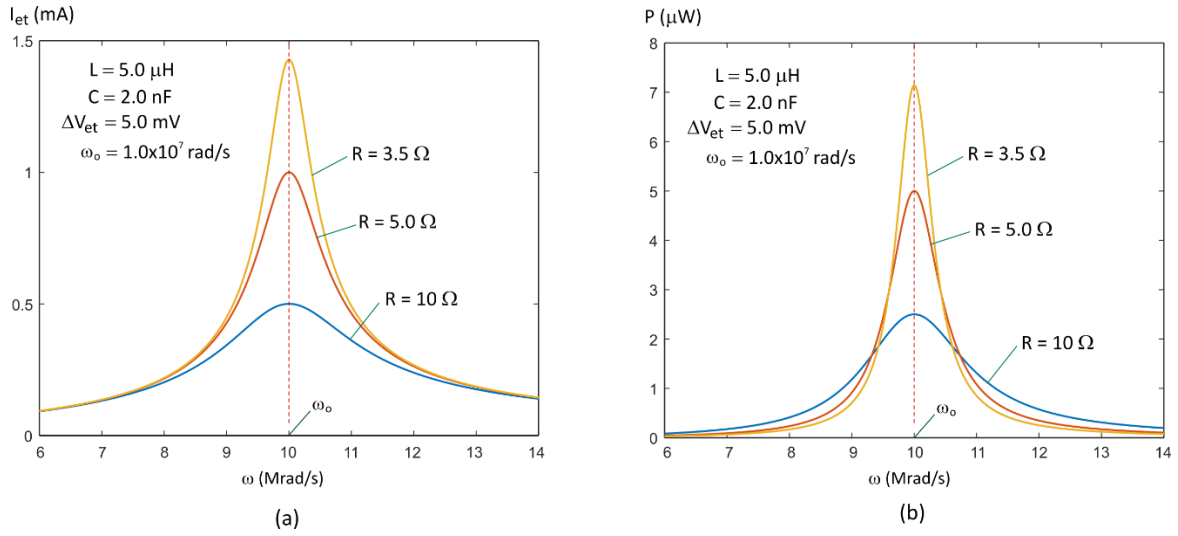 I_et (mA)
1.5
1
0.5
0
L = 5.0 μH
C = 2.0 nF
ΔV_et = 5.0 mV
ω_o = 1.0x10^7 rad/s
R = 3.5 Ω
R = 5.0 Ω
R = 10 Ω
ω_o
6 7 8 9 10 11 12 13 14
ω (Mrad/s)
(a)
P (μW)
8
7
6
5
4
3
2
1
0
L = 5.0 μH
C = 2.0 nF
ΔV_et = 5.0 mV
ω_o = 1.0x10^7 rad/s
R = 3.5 Ω
R = 5.0 Ω
R = 10 Ω
ω_o
6 7 8 9 10 11 12 13 14
ω (Mrad/s)
(b)